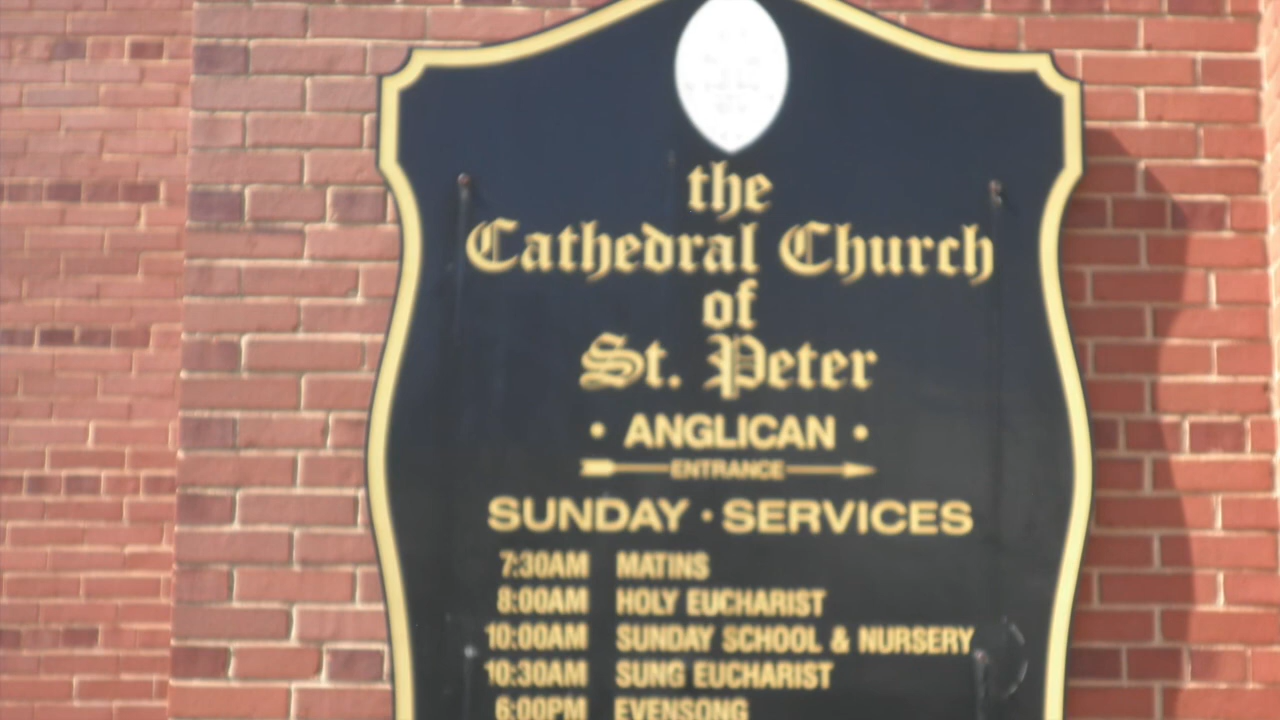 the
Cathedral Church
of
St. Peter
• ANGLICAN •
ENTRANCE
SUNDAY • SERVICES
7:30AM MATINS
8:00AM HOLY EUCHARIST
10:00AM SUNDAY SCHOOL & NURSERY
10:30AM SUNG EUCHARIST
6:00PM EVENSONG